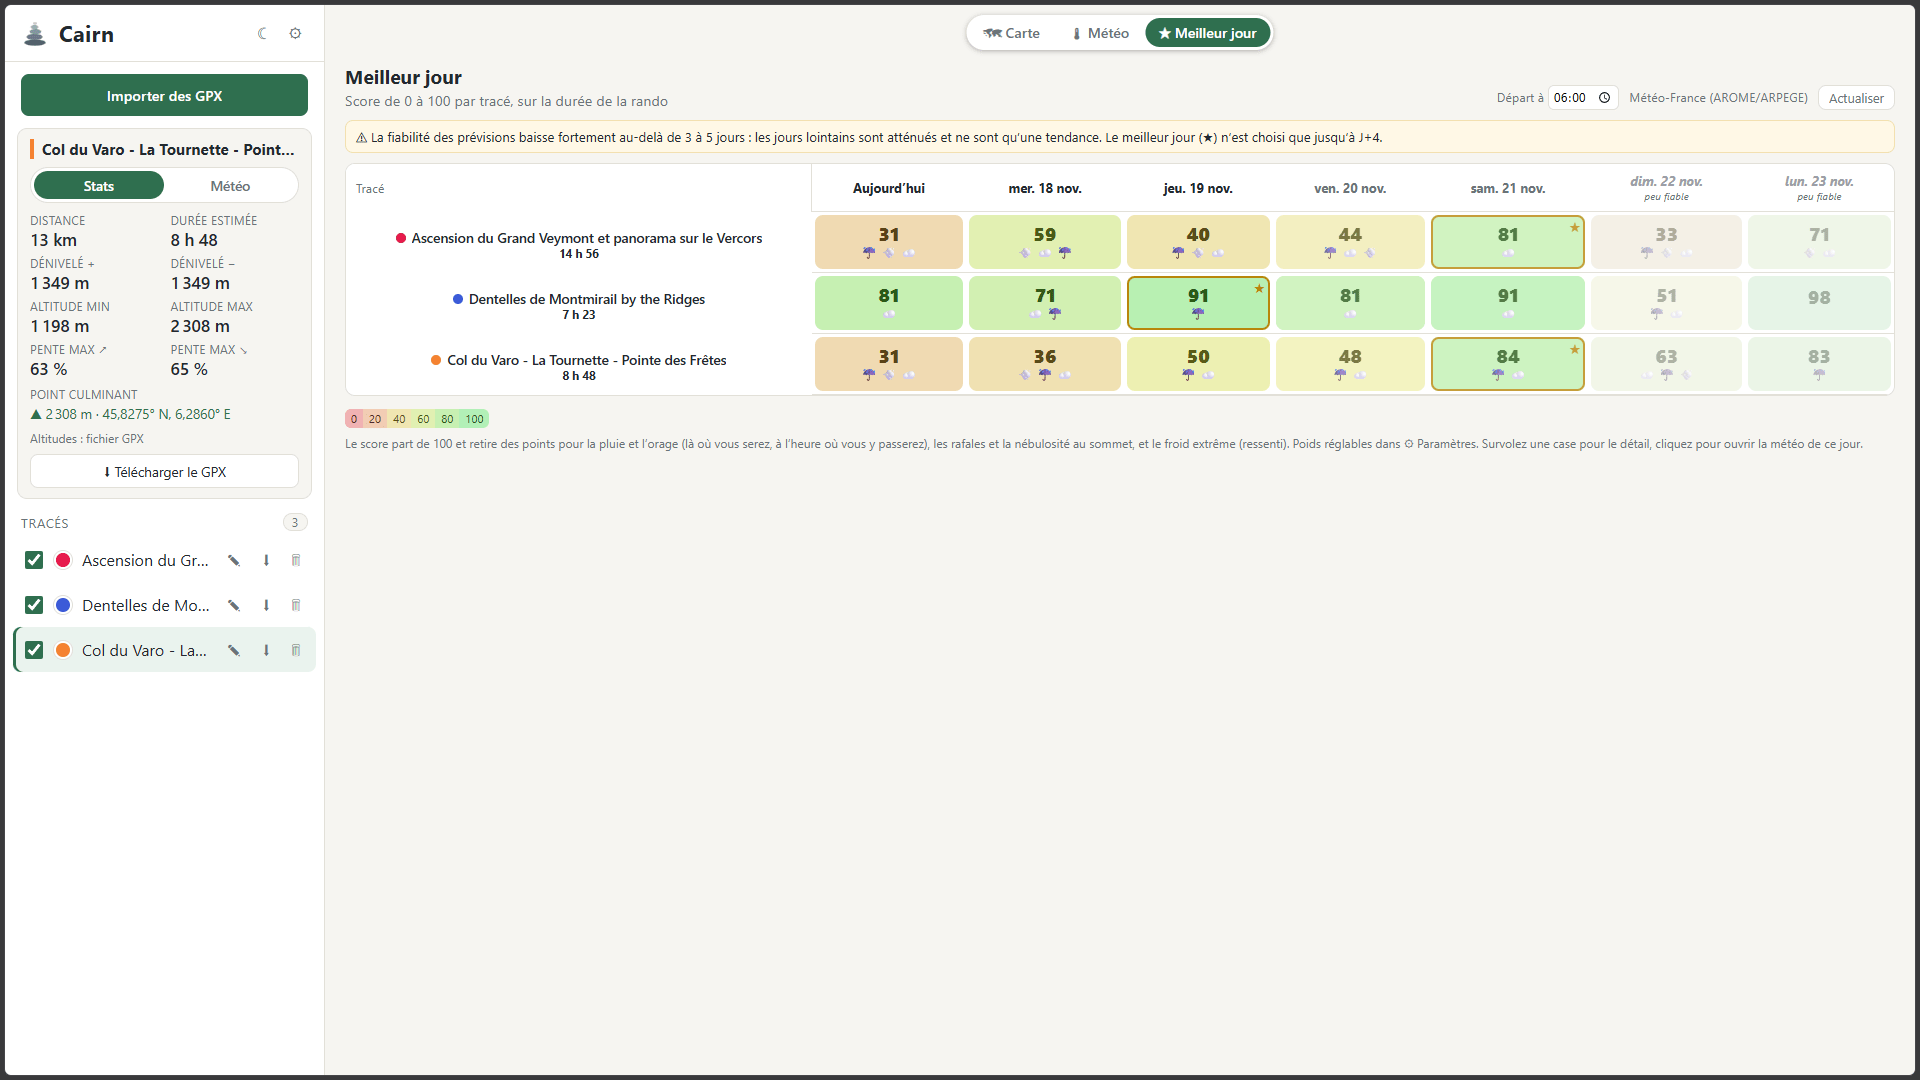 Cairn
Importer des GPX
Col du Varo - La Tournette - Point...
Stats Météo
DISTANCE DURÉE ESTIMÉE
13 km 8 h 48
DÉNIVELÉ + DÉNIVELÉ −
1 349 m 1 349 m
ALTITUDE MIN ALTITUDE MAX
1 198 m 2 308 m
PENTE MAX ↗ PENTE MAX ↘
63 % 65 %
POINT CULMINANT
▲ 2 308 m · 45,8275° N, 6,2860° E
Altitudes : fichier GPX
⬇ Télécharger le GPX
TRACÉS 3
Ascension du Gr...
Dentelles de Mo...
Col du Varo - La...
Carte Météo ★ Meilleur jour
Meilleur jour
Score de 0 à 100 par tracé, sur la durée de la rando
Départ à 06:00 Météo-France (AROME/ARPEGE) Actualiser
⚠ La fiabilité des prévisions baisse fortement au-delà de 3 à 5 jours : les jours lointains sont atténués et ne sont qu'une tendance. Le meilleur jour (★) n'est choisi que jusqu'à J+4.
Tracé Aujourd'hui mer. 18 nov. jeu. 19 nov. ven. 20 nov. sam. 21 nov. dim. 22 nov. lun. 23 nov.
peu fiable peu fiable
Ascension du Grand Veymont et panorama sur le Vercors
14 h 56
31 59 40 44 81 ★ 33 71
Dentelles de Montmirail by the Ridges
7 h 23
81 71 91 ★ 81 91 51 98
Col du Varo - La Tournette - Pointe des Frêtes
8 h 48
31 36 50 48 84 ★ 63 83
0 20 40 60 80 100
Le score part de 100 et retire des points pour la pluie et l'orage (là où vous serez, à l'heure où vous y passerez), les rafales et la nébulosité au sommet, et le froid extrême (ressenti). Poids réglables dans ⚙ Paramètres. Survolez une case pour le détail, cliquez pour ouvrir la météo de ce jour.